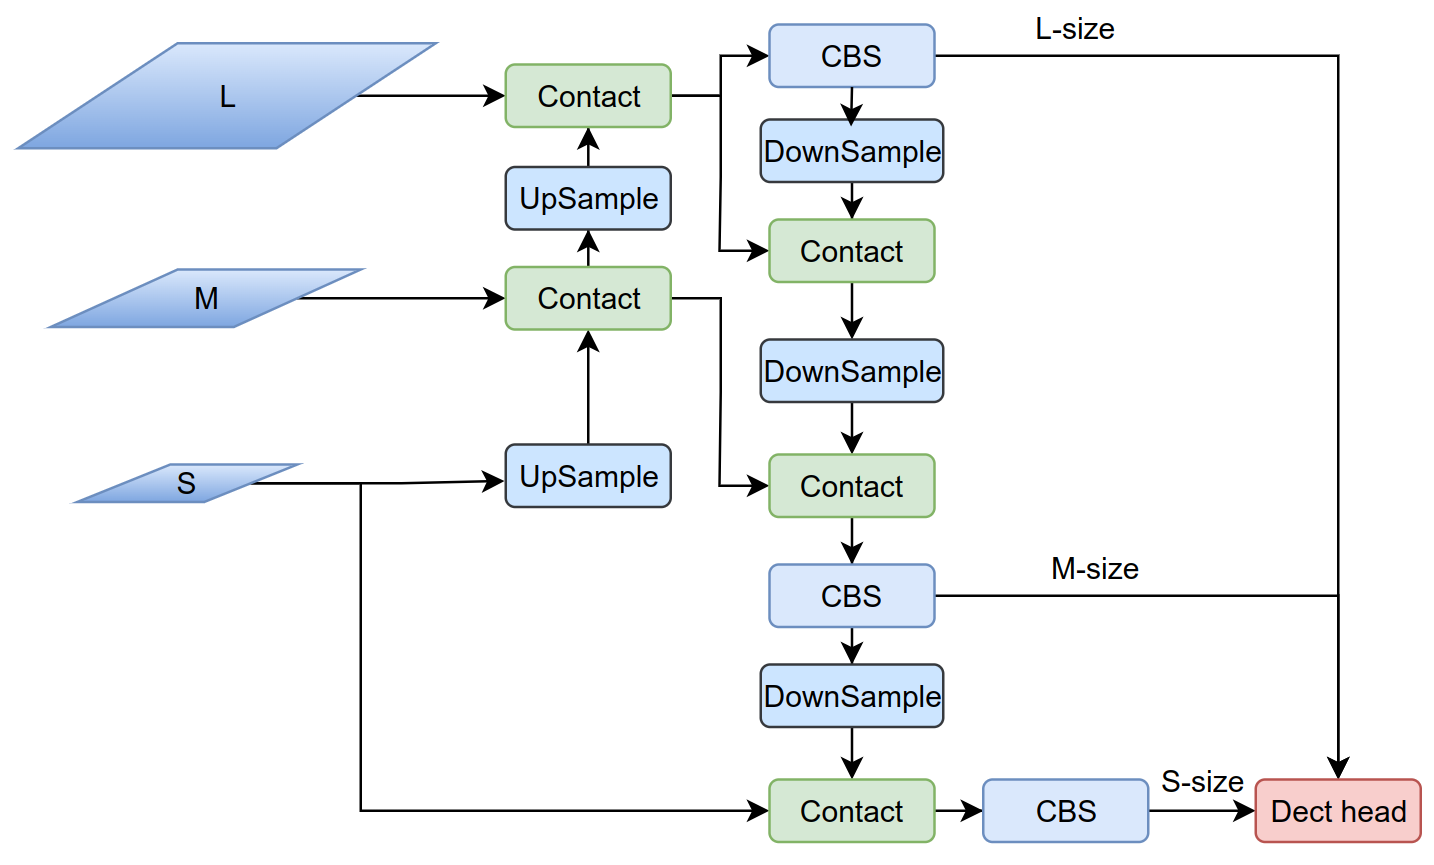 L-size
CBS
L
Contact
DownSample
UpSample
Contact
M
Contact
DownSample
S
UpSample
Contact
M-size
CBS
DownSample
S-size
Contact
CBS
Dect head